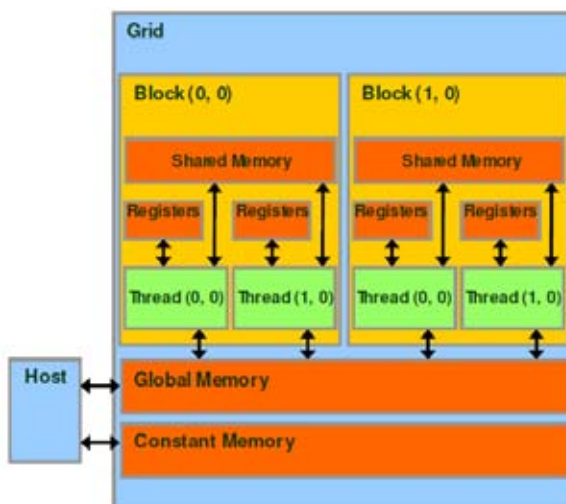 Grid
Block (0, 0)
Block (1, 0)
Shared Memory
Shared Memory
Registers
Registers
Registers
Registers
Thread (0, 0)
Thread (1, 0)
Thread (0, 0)
Thread (1, 0)
Host
Global Memory
Constant Memory